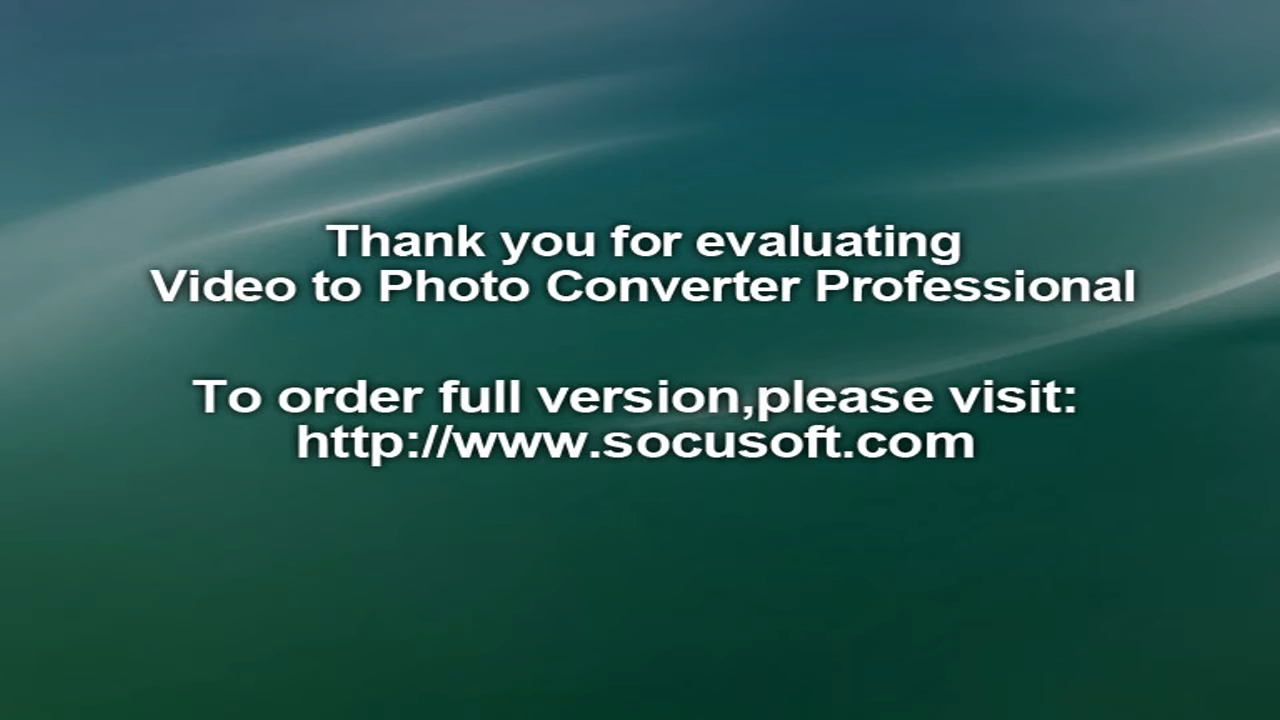 Thank you for evaluating
Video to Photo Converter Professional
To order full version,please visit:
http://www.socusoft.com